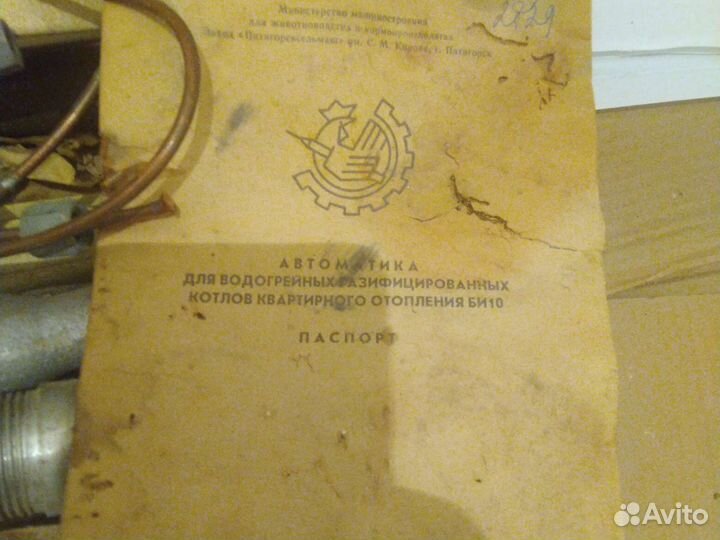 Министерство машиностроения
для животноводства и кормопроизводства
Завод «Пятигорсксельмаш» им. С. М. Кирова, г. Пятигорск
2829
АВТОМАТИКА
ДЛЯ ВОДОГРЕЙНЫХ ГАЗИФИЦИРОВАННЫХ
КОТЛОВ КВАРТИРНОГО ОТОПЛЕНИЯ БИ10
ПАСПОРТ
Avito